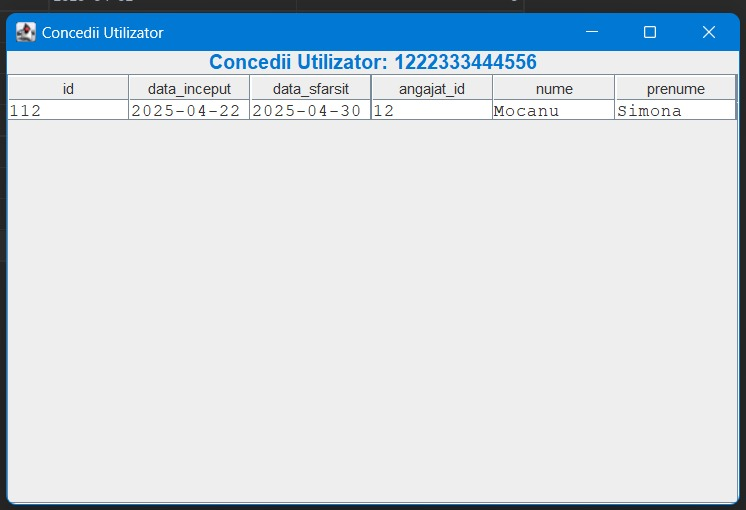 Concedii Utilizator
Concedii Utilizator: 1222333444556
id data_inceput data_sfarsit angajat_id nume prenume
112 2025-04-22 2025-04-30 12 Mocanu Simona